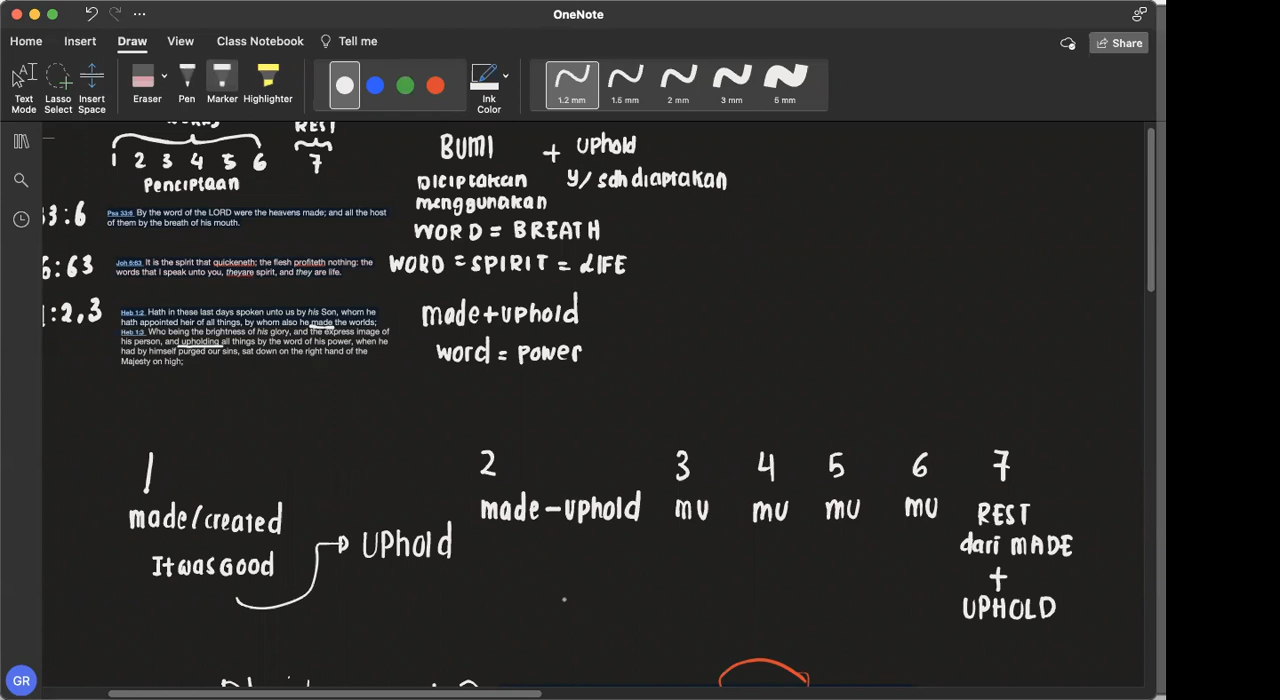 OneNote
Home Insert Draw View Class Notebook Tell me
Share
Text Mode
Lasso Select
Insert Space
Eraser
Pen
Marker
Highlighter
Ink Color
1.2 mm
1.5 mm
2 mm
3 mm
5 mm
REST
1 2 3 4 5 6 7
Penciptaan
BUMI + uphold
Diciptakan
menggunakan
y/ sdh diciptakan
WORD = BREATH
33:6
Psa 33:6 By the word of the LORD were the heavens made; and all the host
of them by the breath of his mouth.
6:63
Joh 6:63 It is the spirit that quickeneth; the flesh profiteth nothing: the
words that I speak unto you, theyare spirit, and they are life.
WORD = SPIRIT = LIFE
1:2,3
Heb 1:2 Hath in these last days spoken unto us by his Son, whom he
hath appointed heir of all things, by whom also he made the worlds;
Heb 1:3 Who being the brightness of his glory, and the express image of
his person, and upholding all things by the word of his power, when he
had by himself purged our sins, sat down on the right hand of the
Majesty on high;
made+uphold
word = power
1 2 3 4 5 6 7
made/created
It was Good
UPhold
made-uphold
mu mu mu mu
REST
dari MADE
+
UPHOLD
GR